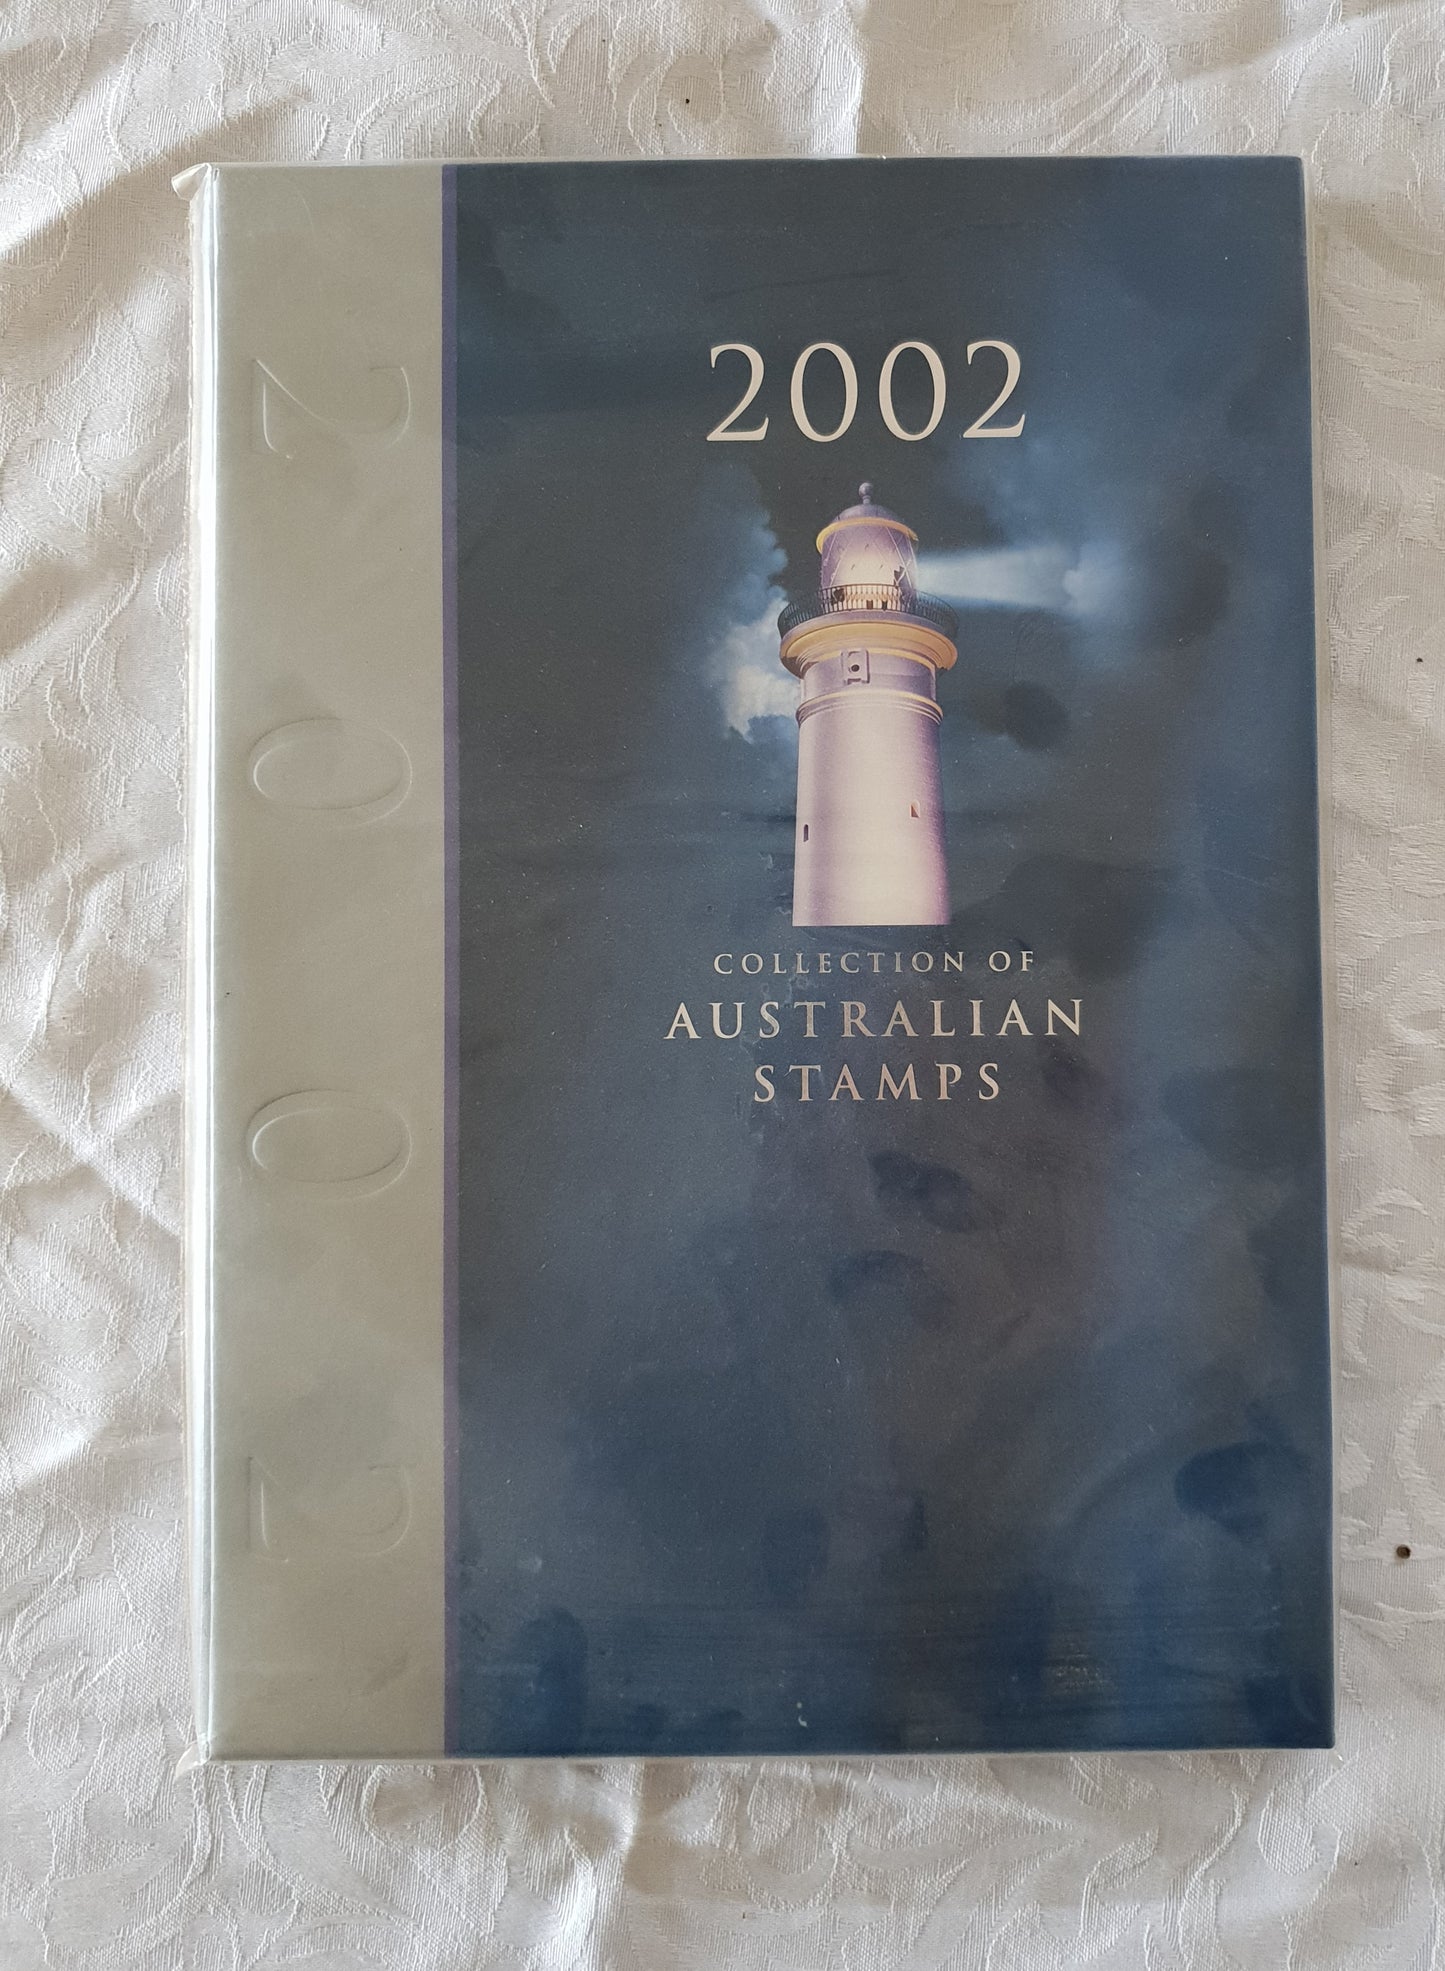 2002
2002
COLLECTION OF
AUSTRALIAN
STAMPS